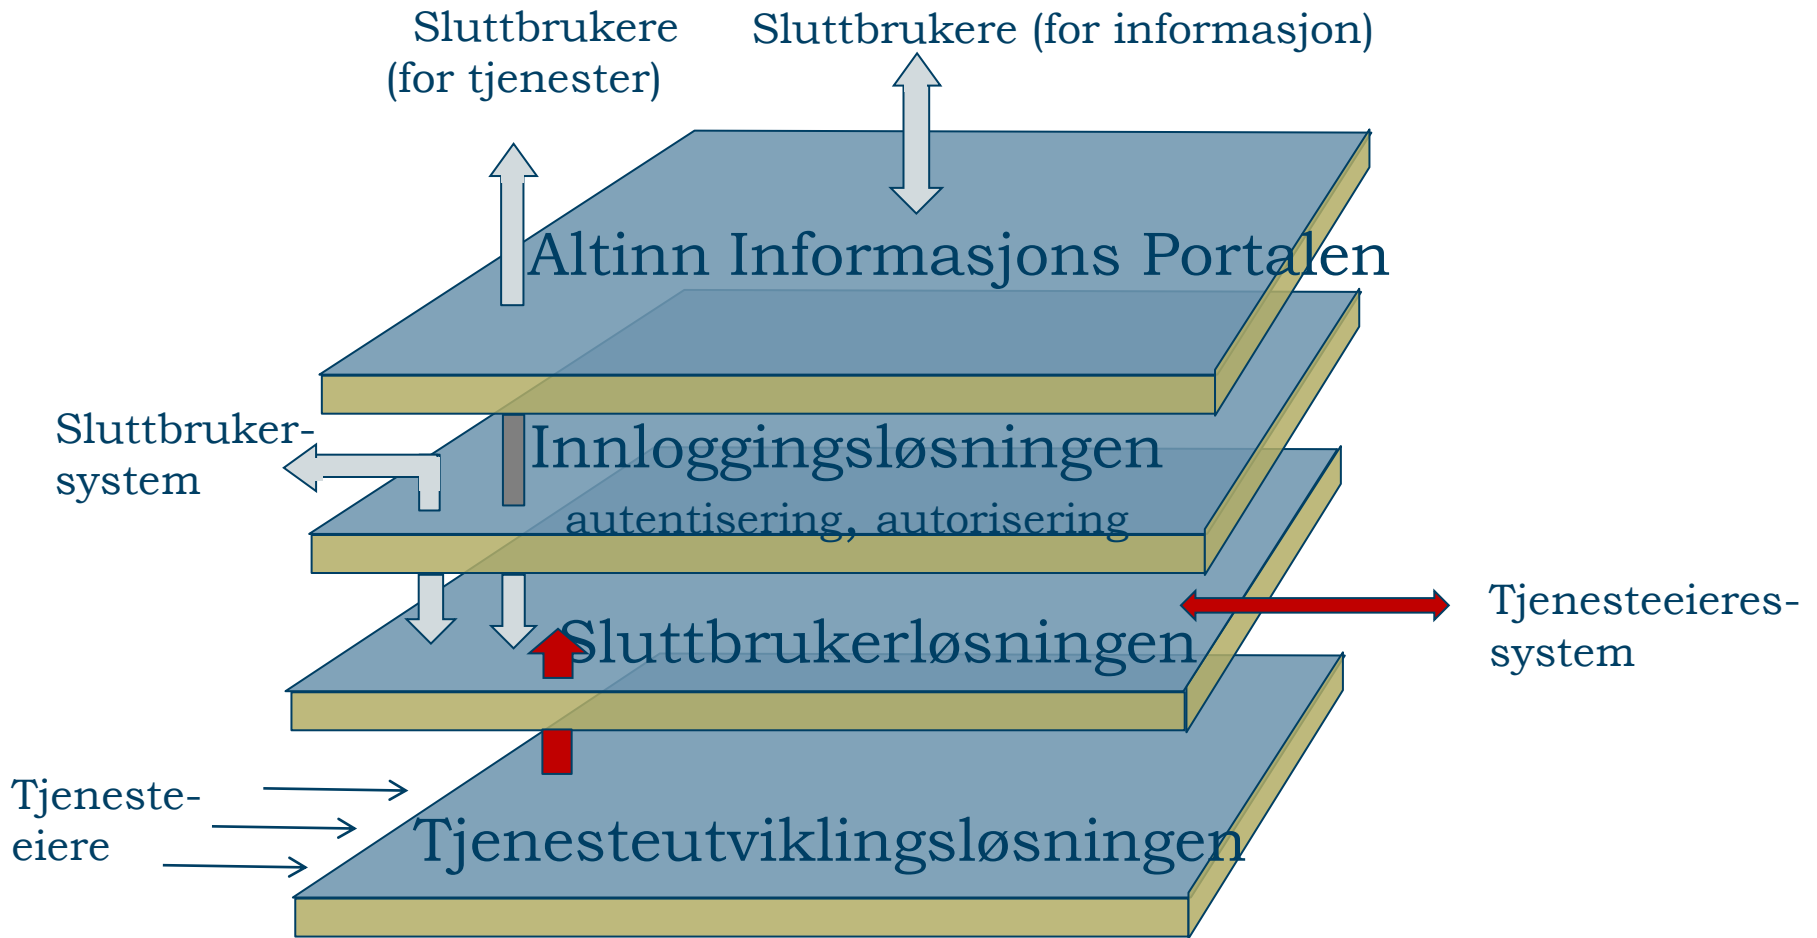 Sluttbrukere
(for tjenester)
Sluttbrukere (for informasjon)
Altinn Informasjons Portalen
Sluttbruker-
system
Innloggingsløsningen
autentisering, autorisering
Sluttbrukerløsningen
Tjenesteeieres-
system
Tjeneste-
eiere
Tjenesteutviklingsløsningen